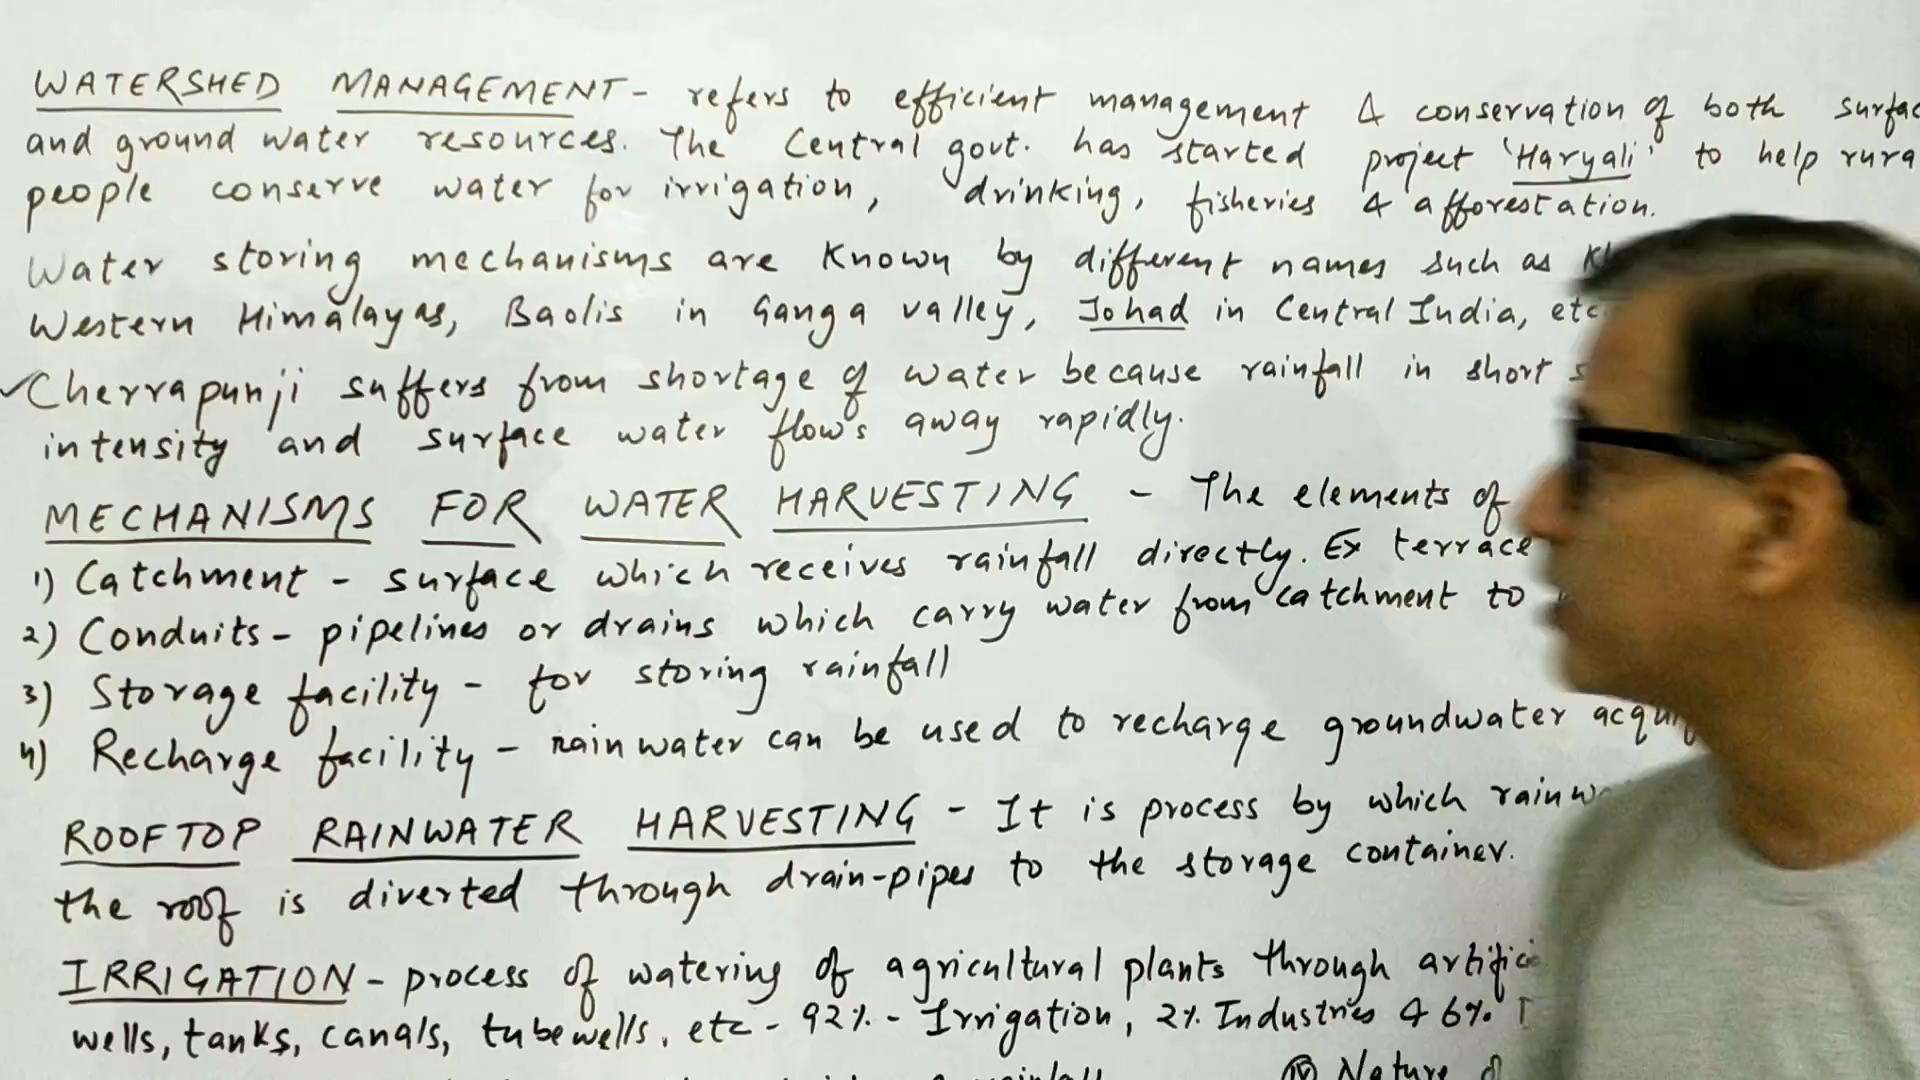 WATERSHED MANAGEMENT - refers to efficient management & conservation of both
and ground water resources. The Central govt. has started project 'Haryali' to help
people conserve water for irrigation, drinking, fisheries & afforestation.
Water storing mechanisms are known by different names such as
Western Himalayas, Baolis in Ganga valley, Johad in Central India, etc
✓Cherrapunji suffers from shortage of water because rainfall in short
intensity and surface water flows away rapidly.
MECHANISMS FOR WATER HARVESTING - The elements of
1) Catchment - surface which receives rainfall directly. Ex terrace
2) Conduits - pipelines or drains which carry water from catchment to
3) Storage facility - for storing rainfall
4) Recharge facility - rainwater can be used to recharge groundwater
ROOFTOP RAINWATER HARVESTING - It is process by which
the roof is diverted through drain-pipes to the storage container.
IRRIGATION - process of watering of agricultural plants through
wells, tanks, canals, tubewells, etc - 92% - Irrigation, 2% Industries & 6%
(iv) Nature of